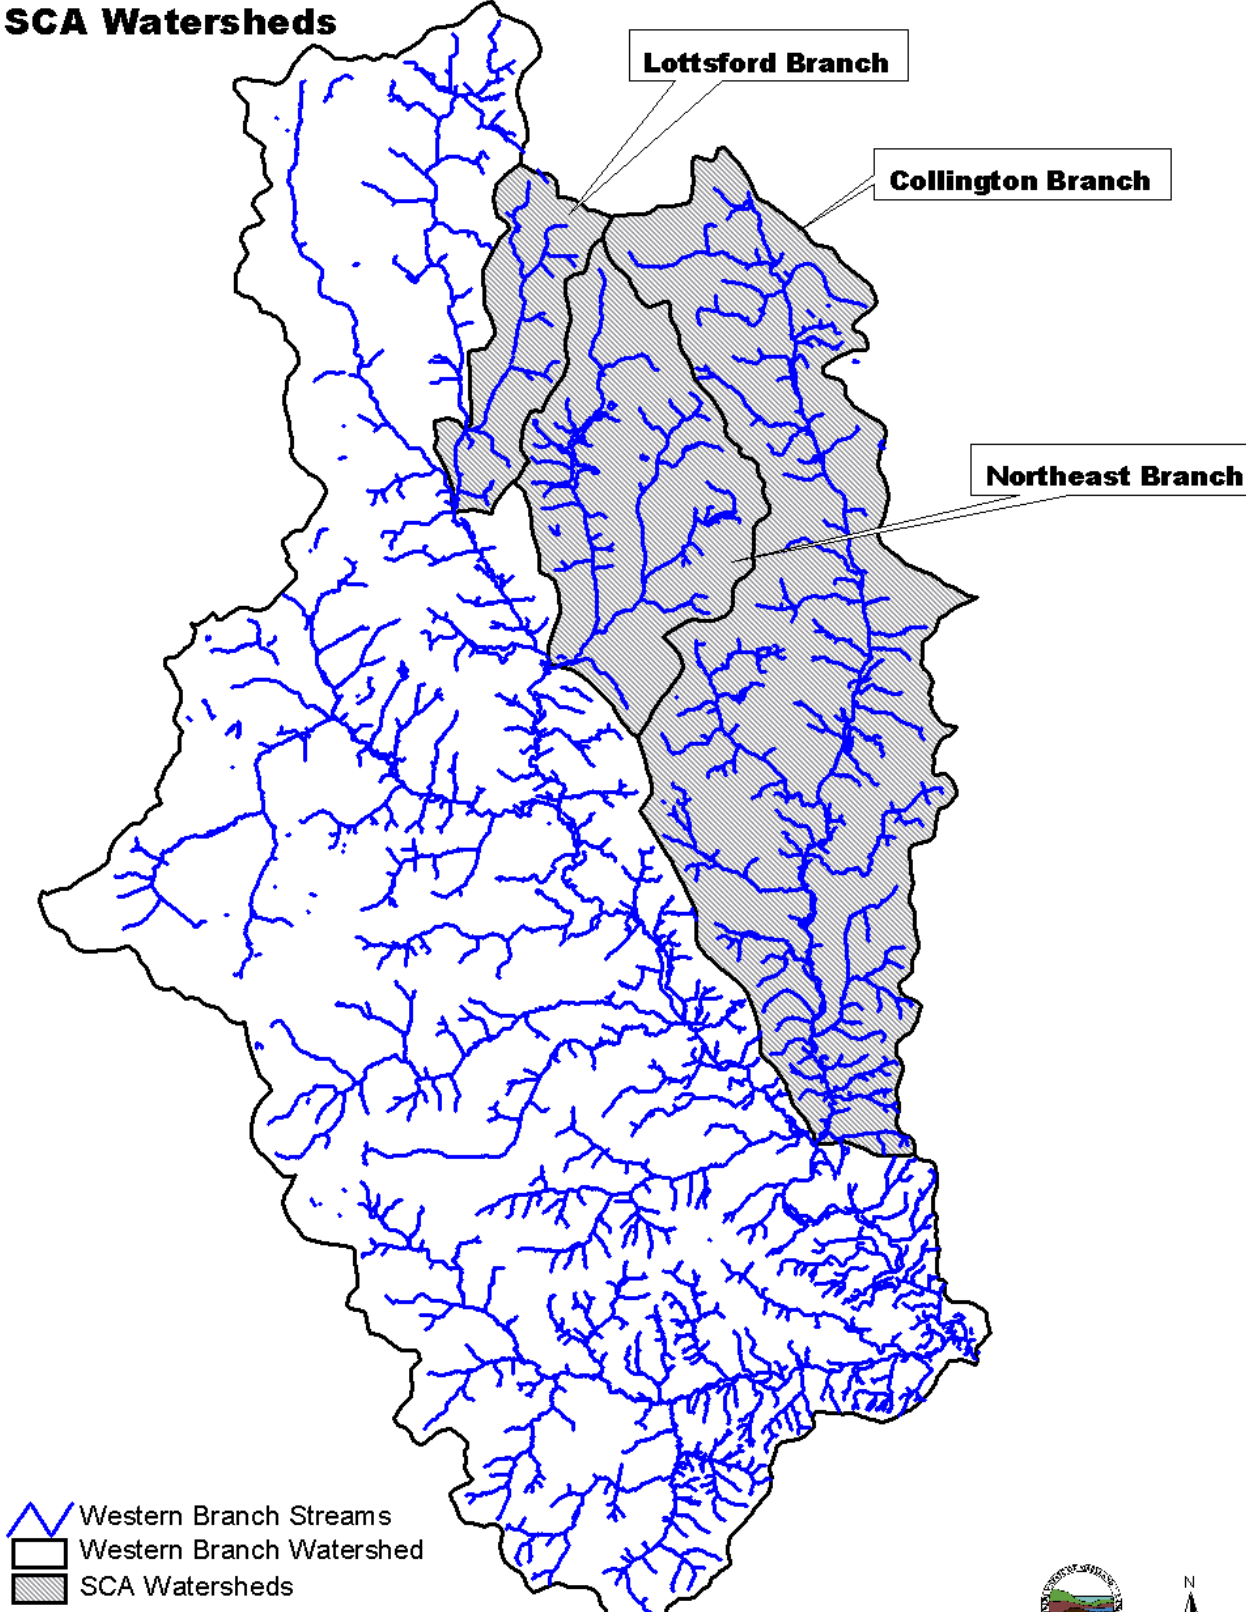 SCA Watersheds
Lottsford Branch
Collington Branch
Northeast Branch
Western Branch Streams
Western Branch Watershed
SCA Watersheds
N